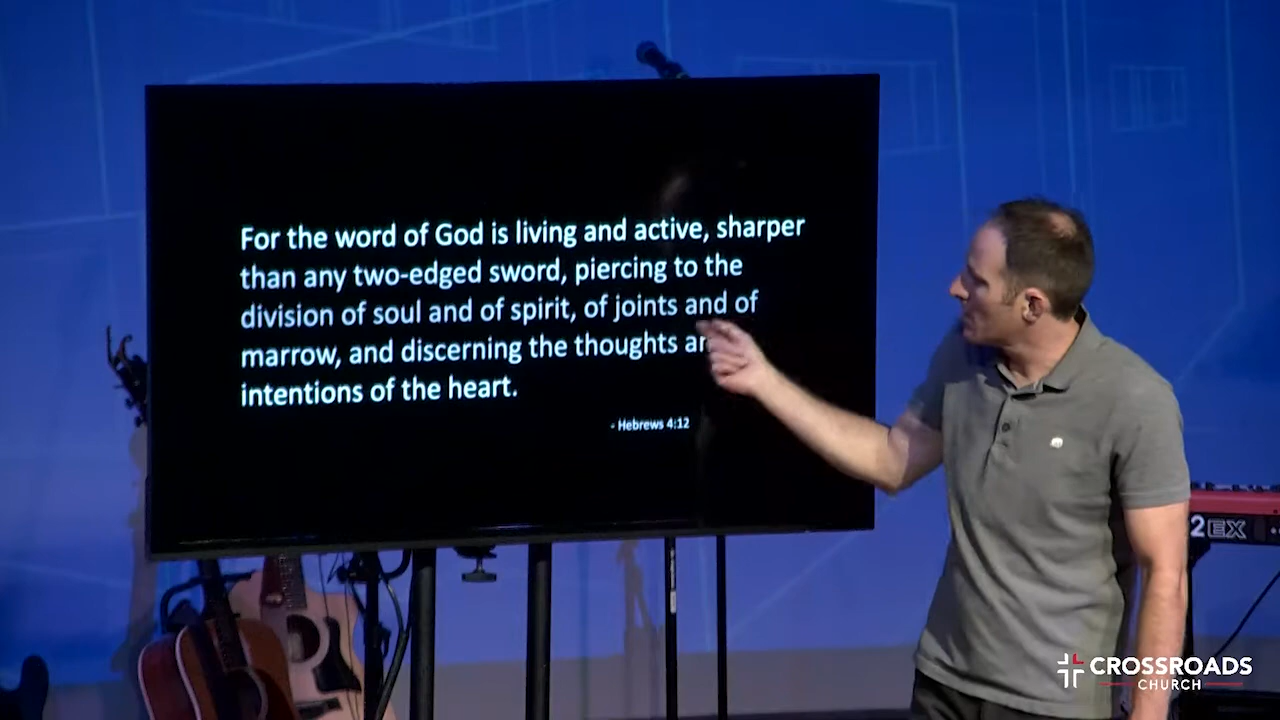 For the word of God is living and active, sharper
than any two-edged sword, piercing to the
division of soul and of spirit, of joints and of
marrow, and discerning the thoughts
intentions of the heart.
- Hebrews 4:12
2EX
CROSSROADS
CHURCH